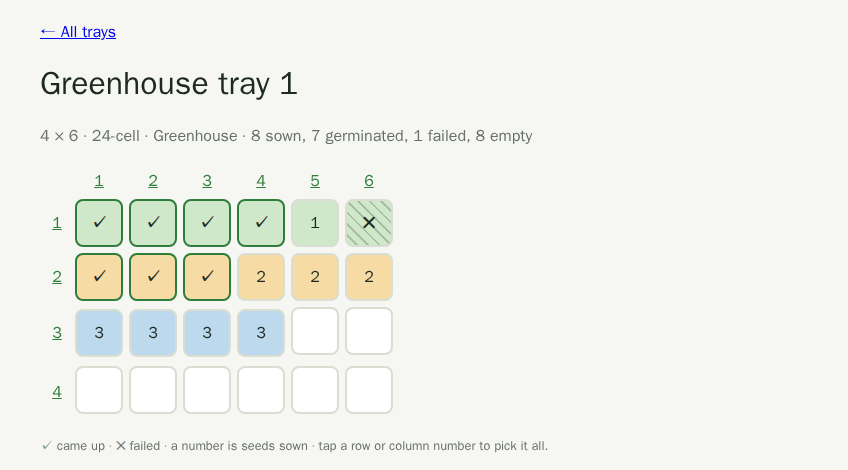 ← All trays
Greenhouse tray 1
4 × 6 · 24-cell · Greenhouse · 8 sown, 7 germinated, 1 failed, 8 empty
1 2 3 4 5 6
1 ✓ ✓ ✓ ✓ 1 ✕
2 ✓ ✓ ✓ 2 2 2
3 3 3 3 3
4
✓ came up · ✕ failed · a number is seeds sown · tap a row or column number to pick it all.